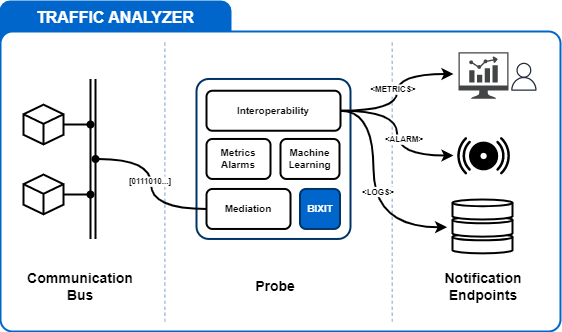 TRAFFIC ANALYZER
Interoperability
Metrics
Alarms
Machine
Learning
Mediation
BIXIT
[0111010...]
<METRICS>
<ALARM>
<LOGS>
Communication
Bus
Probe
Notification
Endpoints